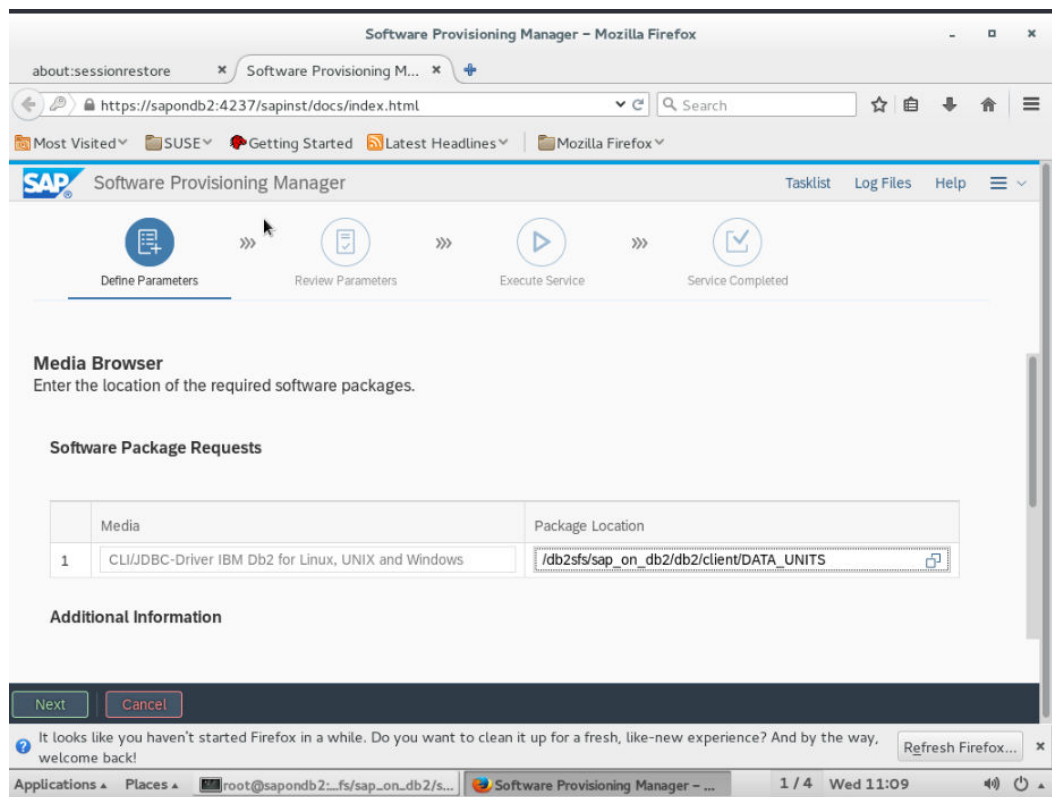 Software Provisioning Manager – Mozilla Firefox
about:sessionrestore
Software Provisioning M...
https://sapondb2:4237/sapinst/docs/index.html
Search
Most Visited
SUSE
Getting Started
Latest Headlines
Mozilla Firefox
SAP
Software Provisioning Manager
Tasklist
Log Files
Help
Define Parameters
Review Parameters
Execute Service
Service Completed
Media Browser
Enter the location of the required software packages.
Software Package Requests
Media
Package Location
1
CLI/JDBC-Driver IBM Db2 for Linux, UNIX and Windows
/db2sfs/sap_on_db2/db2/client/DATA_UNITS
Additional Information
Next
Cancel
It looks like you haven't started Firefox in a while. Do you want to clean it up for a fresh, like-new experience? And by the way,
welcome back!
Refresh Firefox...
Applications
Places
root@sapondb2:..._fs/sap_on_db2/s...
Software Provisioning Manager – ...
1 / 4
Wed 11:09